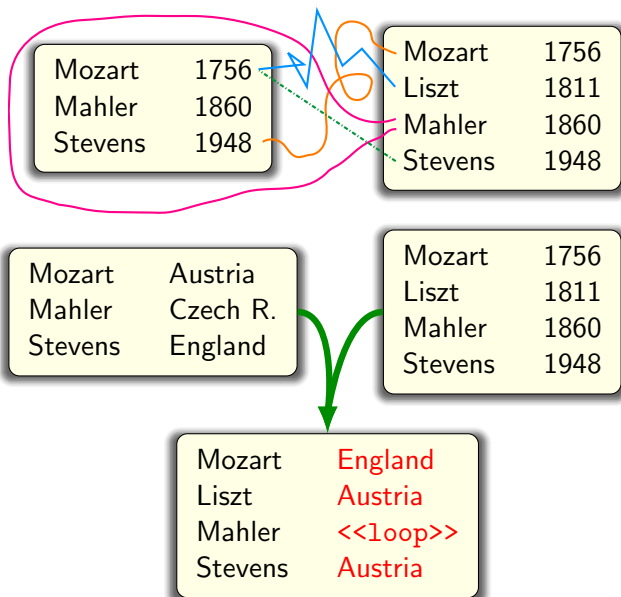 Mozart 1756
Mahler 1860
Stevens 1948
Mozart 1756
Liszt 1811
Mahler 1860
Stevens 1948
Mozart Austria
Mahler Czech R.
Stevens England
Mozart 1756
Liszt 1811
Mahler 1860
Stevens 1948
Mozart England
Liszt Austria
Mahler <<loop>>
Stevens Austria